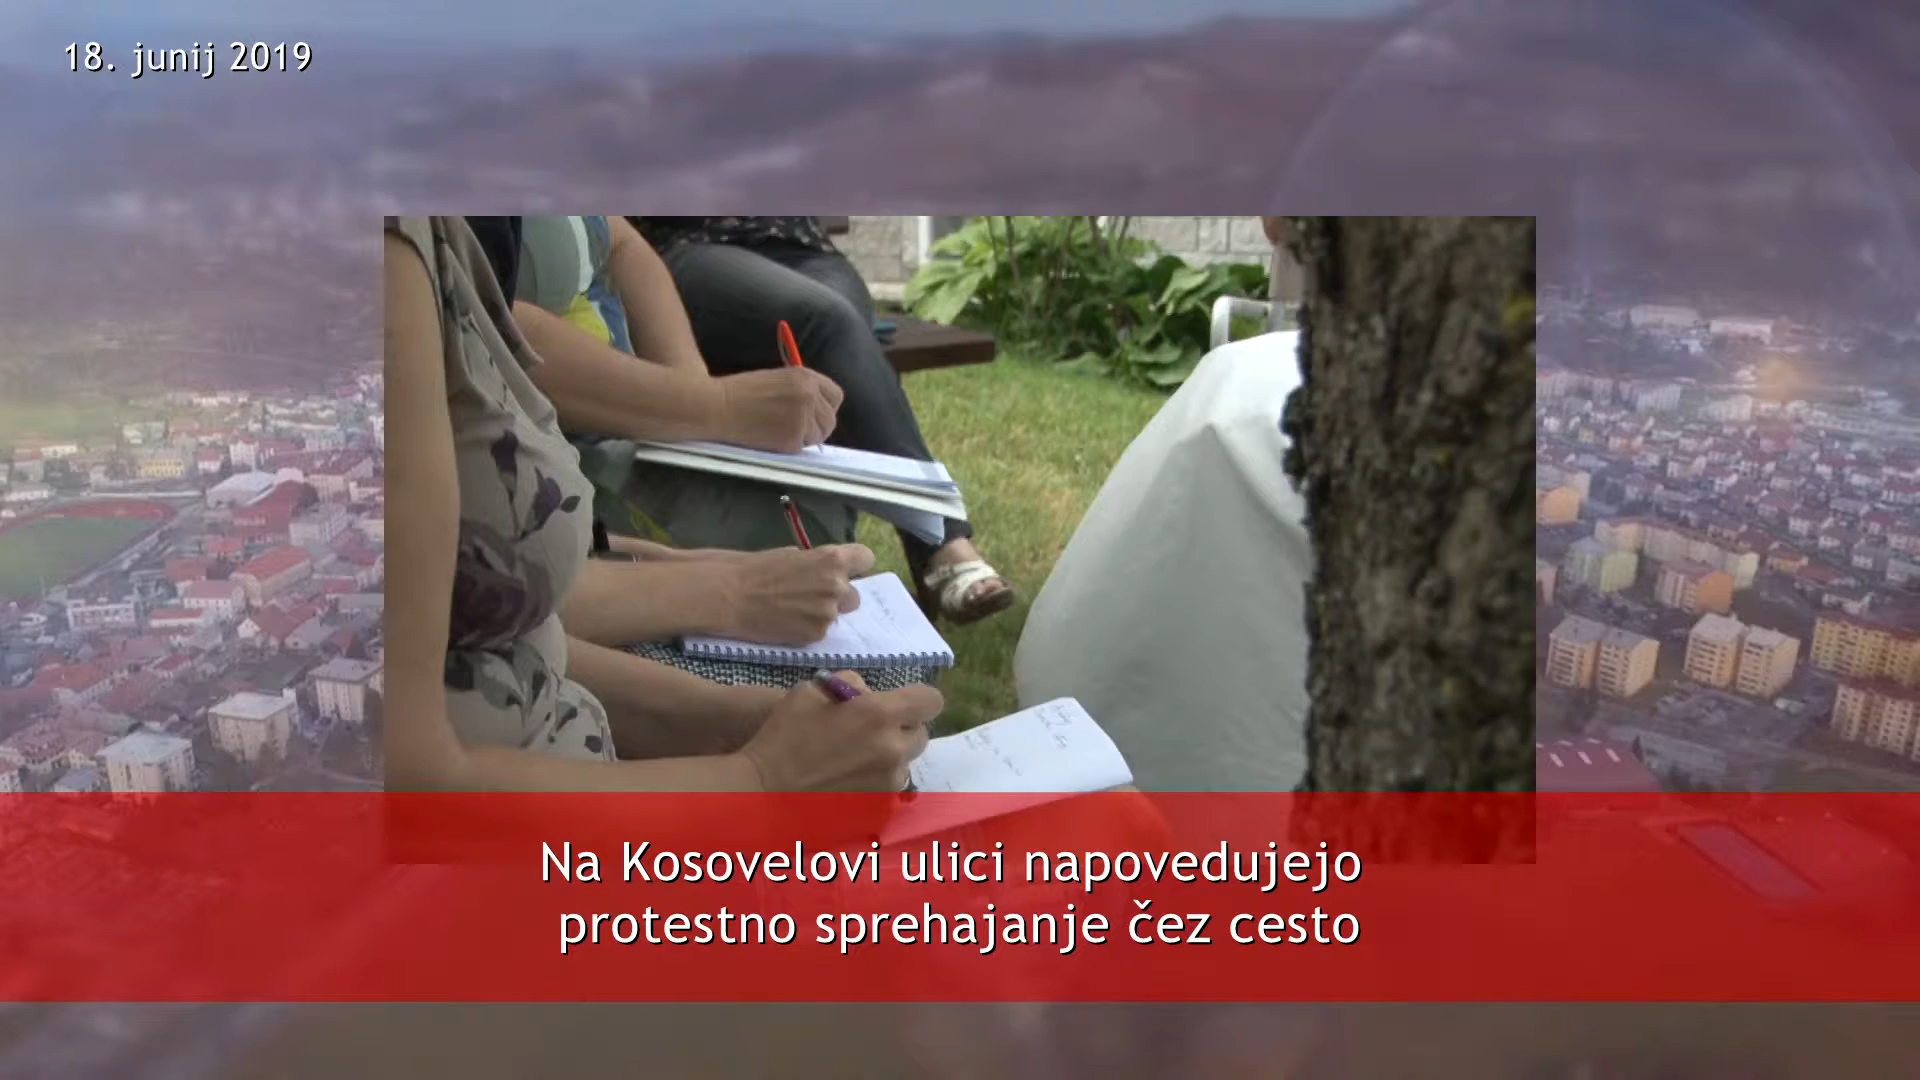 18. junij 2019
Na Kosovelovi ulici napovedujejo
protestno sprehajanje čez cesto